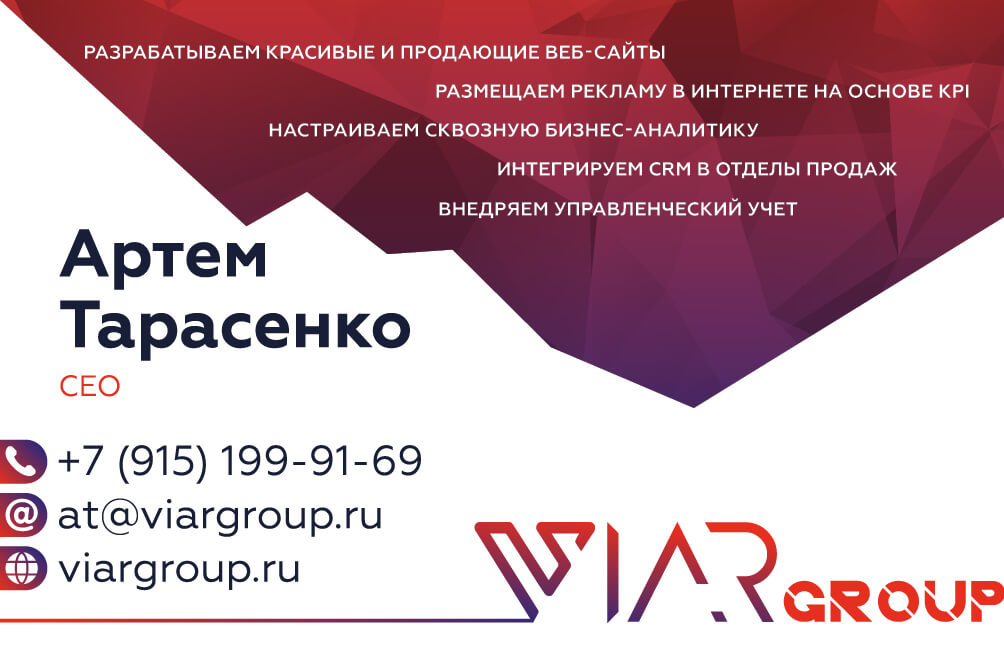 РАЗРАБАТЫВАЕМ КРАСИВЫЕ И ПРОДАЮЩИЕ ВЕБ-САЙТЫ
РАЗМЕЩАЕМ РЕКЛАМУ В ИНТЕРНЕТЕ НА ОСНОВЕ KPI
НАСТРАИВАЕМ СКВОЗНУЮ БИЗНЕС-АНАЛИТИКУ
ИНТЕГРИРУЕМ CRM В ОТДЕЛЫ ПРОДАЖ
ВНЕДРЯЕМ УПРАВЛЕНЧЕСКИЙ УЧЕТ
Артем
Тарасенко
CEO
+7 (915) 199-91-69
at@viargroup.ru
viargroup.ru
VIAR GROUP